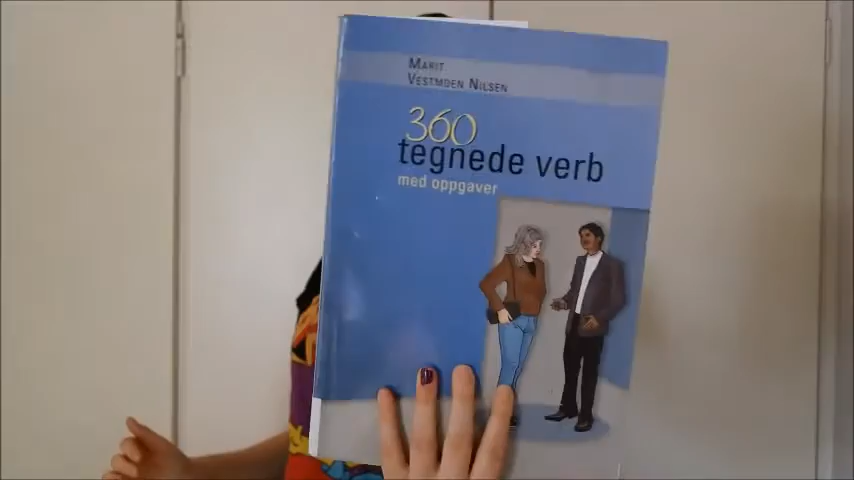 MARIT
VESTMOEN NILSEN
360
tegnede verb
med oppgaver